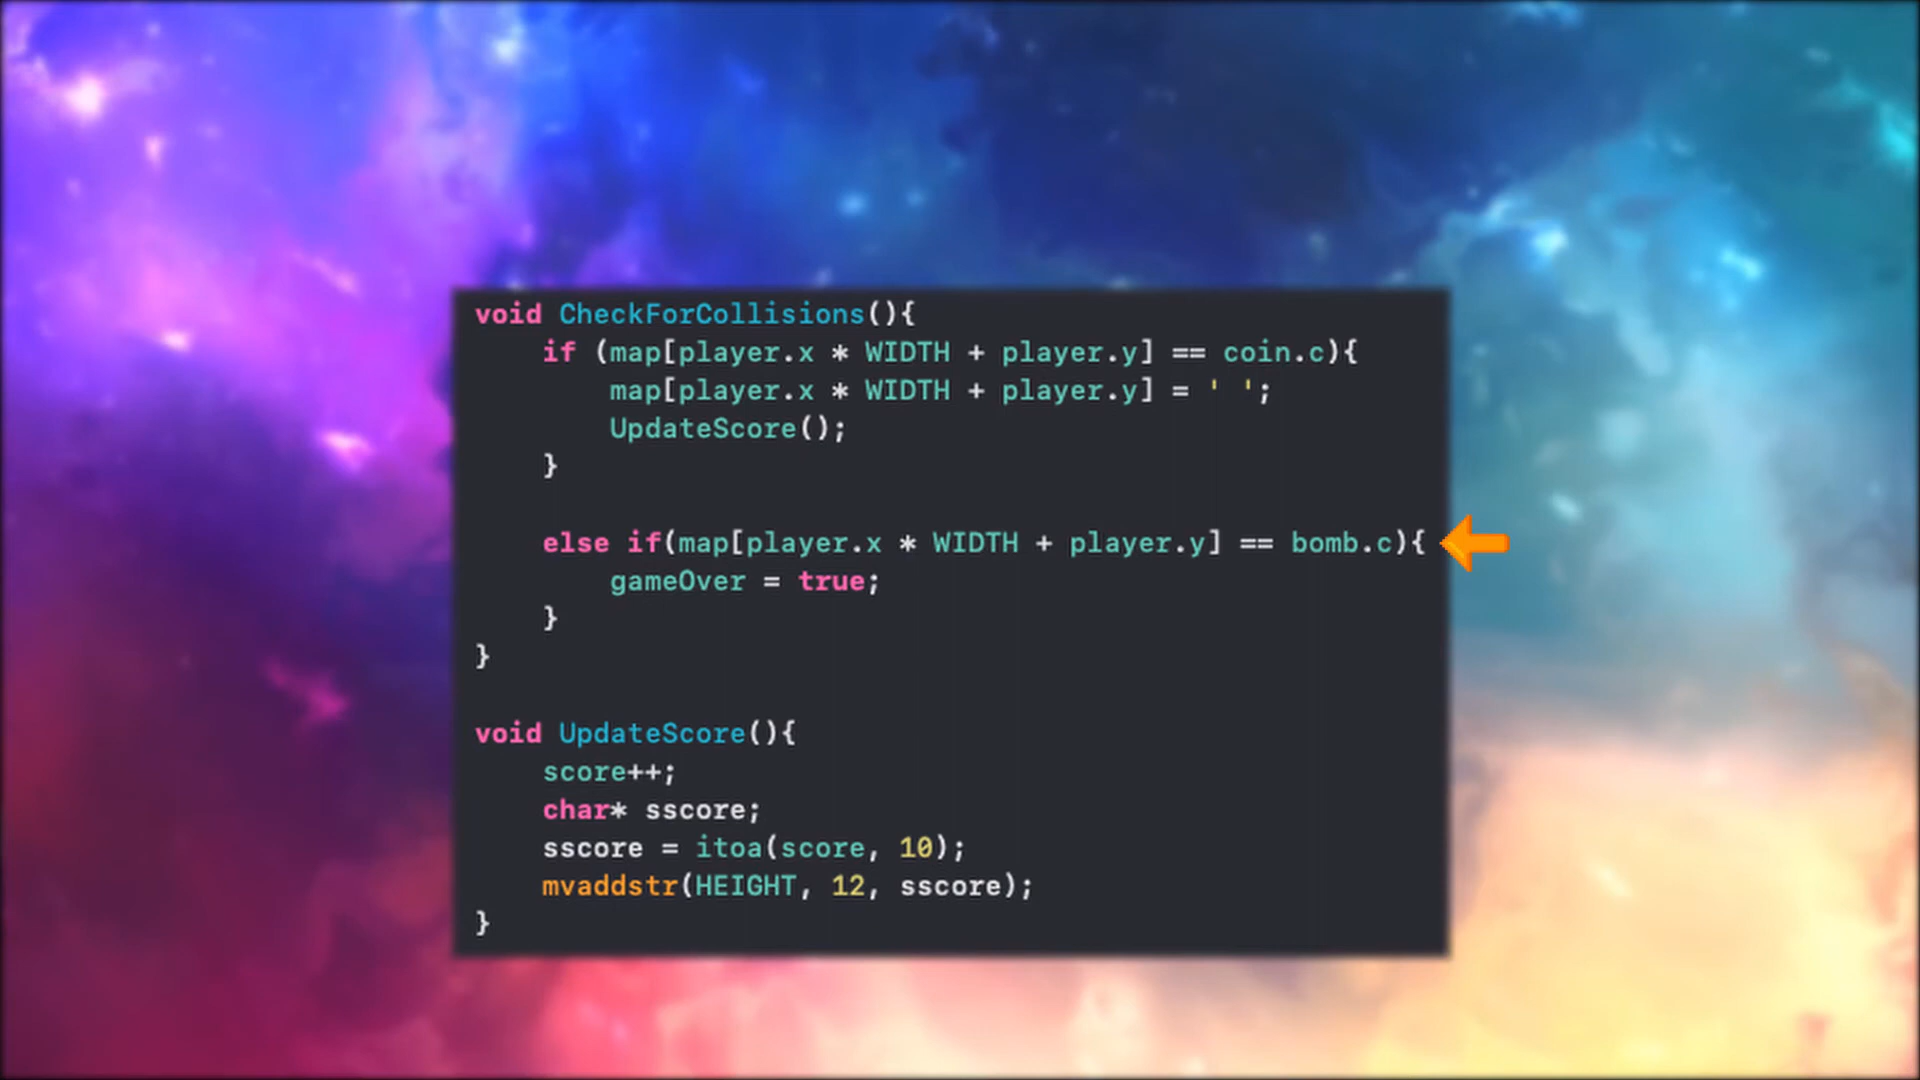 void CheckForCollisions(){
    if (map[player.x * WIDTH + player.y] == coin.c){
        map[player.x * WIDTH + player.y] = ' ';
        UpdateScore();
    }
    else if(map[player.x * WIDTH + player.y] == bomb.c){
        gameOver = true;
    }
}
void UpdateScore(){
    score++;
    char* sscore;
    sscore = itoa(score, 10);
    mvaddstr(HEIGHT, 12, sscore);
}